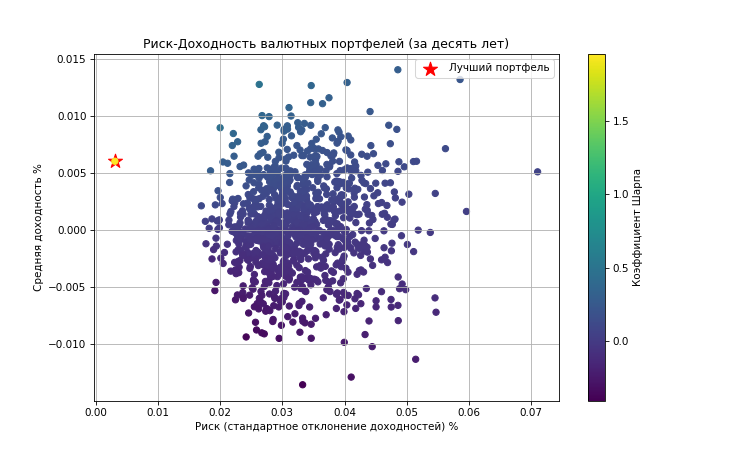 Риск-Доходность валютных портфелей (за десять лет)
Лучший портфель
Средняя доходность %
0.015
0.010
0.005
0.000
−0.005
−0.010
0.00 0.01 0.02 0.03 0.04 0.05 0.06 0.07
Риск (стандартное отклонение доходностей) %
1.5
1.0
0.5
0.0
Коэффициент Шарпа